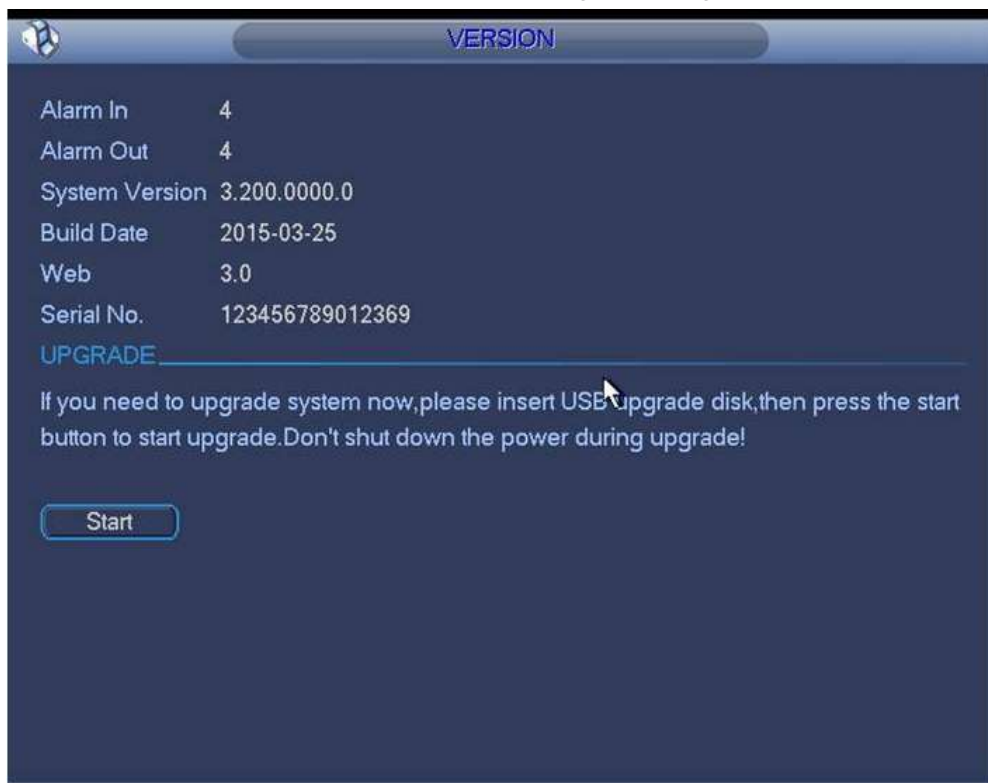 VERSION
Alarm In 4
Alarm Out 4
System Version 3.200.0000.0
Build Date 2015-03-25
Web 3.0
Serial No. 123456789012369
UPGRADE
If you need to upgrade system now,please insert USB upgrade disk,then press the start
button to start upgrade.Don't shut down the power during upgrade!
Start